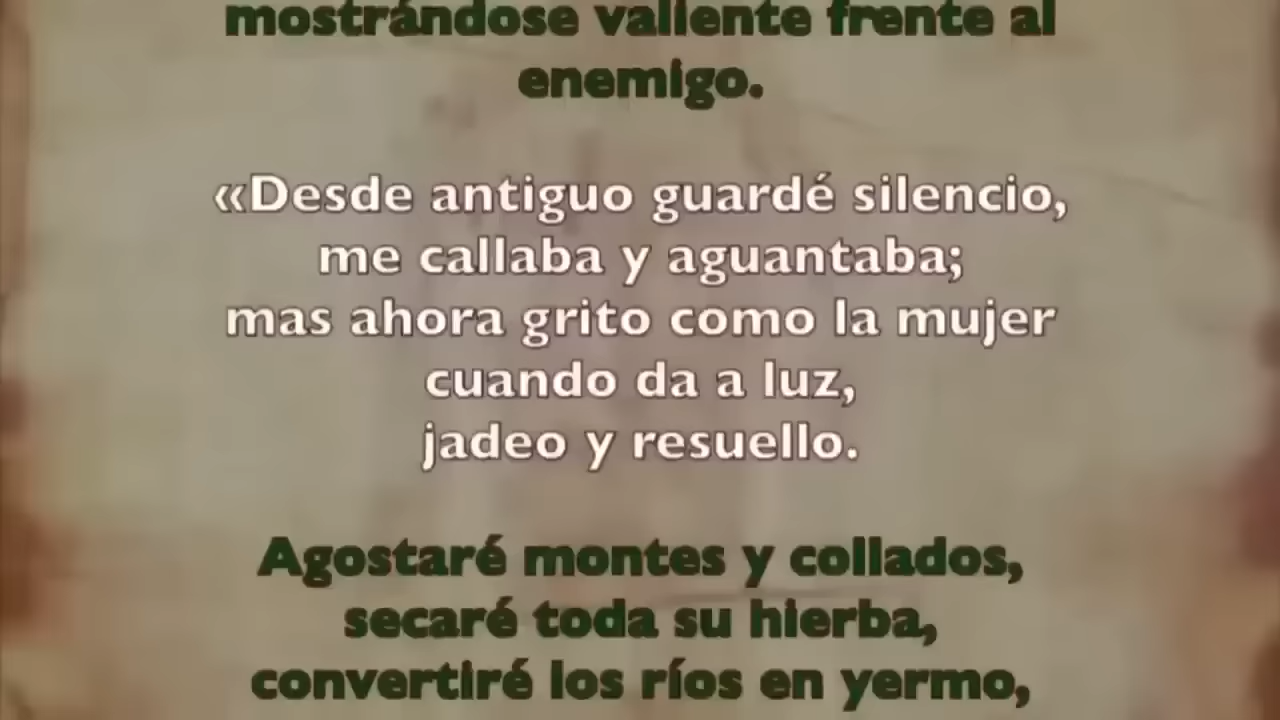 mostrándose valiente frente al
enemigo.
«Desde antiguo guardé silencio,
me callaba y aguantaba;
mas ahora grito como la mujer
cuando da a luz,
jadeo y resuello.
Agostaré montes y collados,
secaré toda su hierba,
convertiré los ríos en yermo,